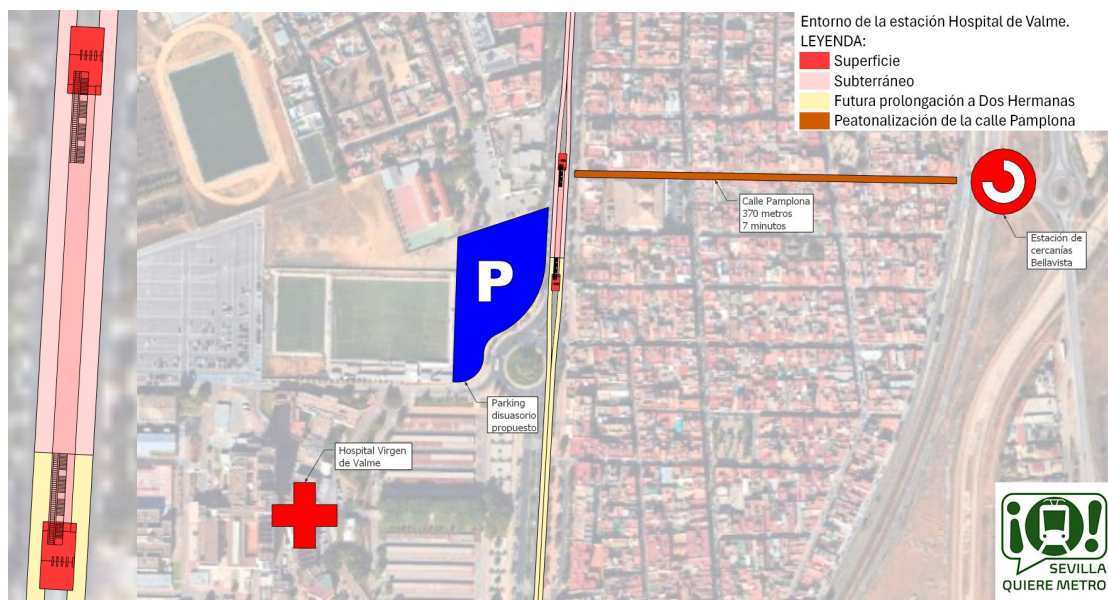 Entorno de la estación Hospital de Valme.
LEYENDA:
Superficie
Subterráneo
Futura prolongación a Dos Hermanas
Peatonalización de la calle Pamplona
Calle Pamplona
370 metros
7 minutos
Estación de
cercanías
Bellavista
P
Parking
disuasorio
propuesto
Hospital Virgen
de Valme
¡O!
SEVILLA
QUIERE METRO